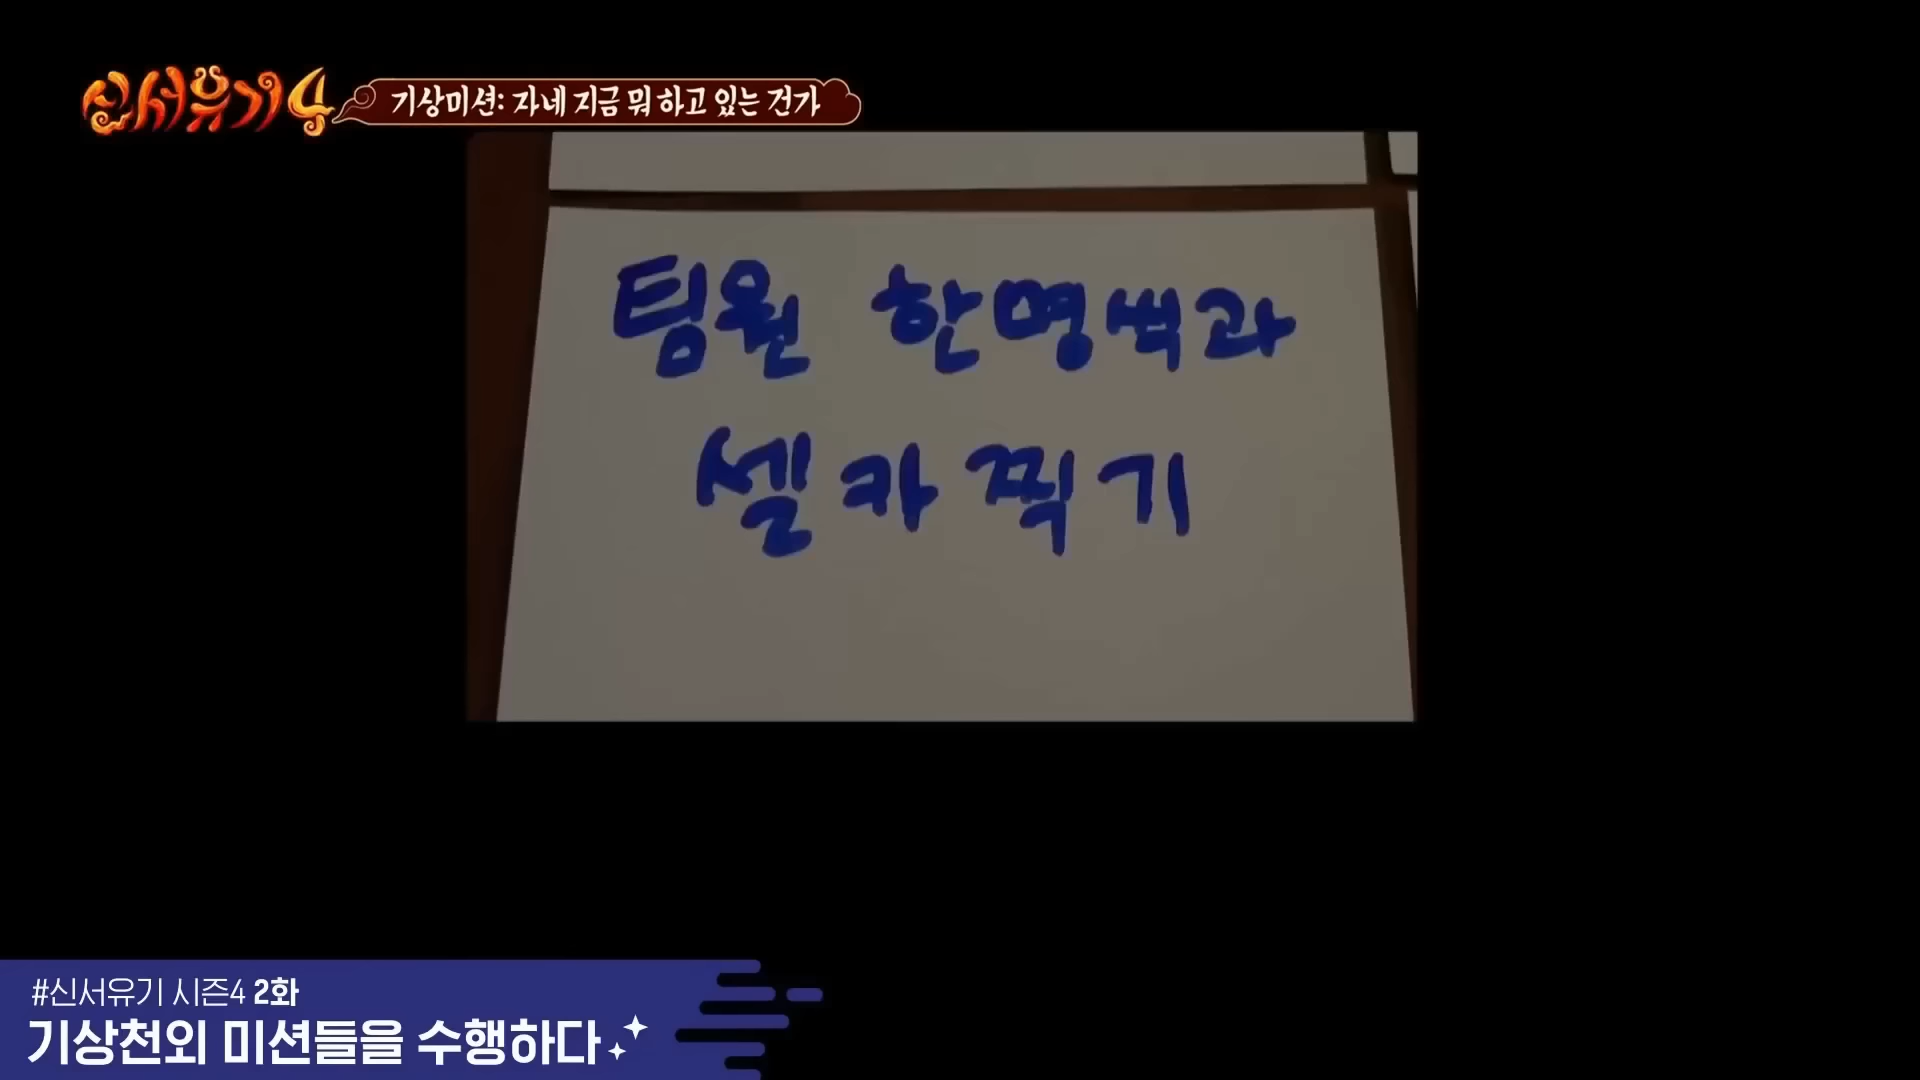 신서유기4
기상미션: 자네 지금 뭐 하고 있는 건가
팀원 한명씩과
셀카 찍기
#신서유기 시즌4 2화
기상천외 미션들을 수행하다